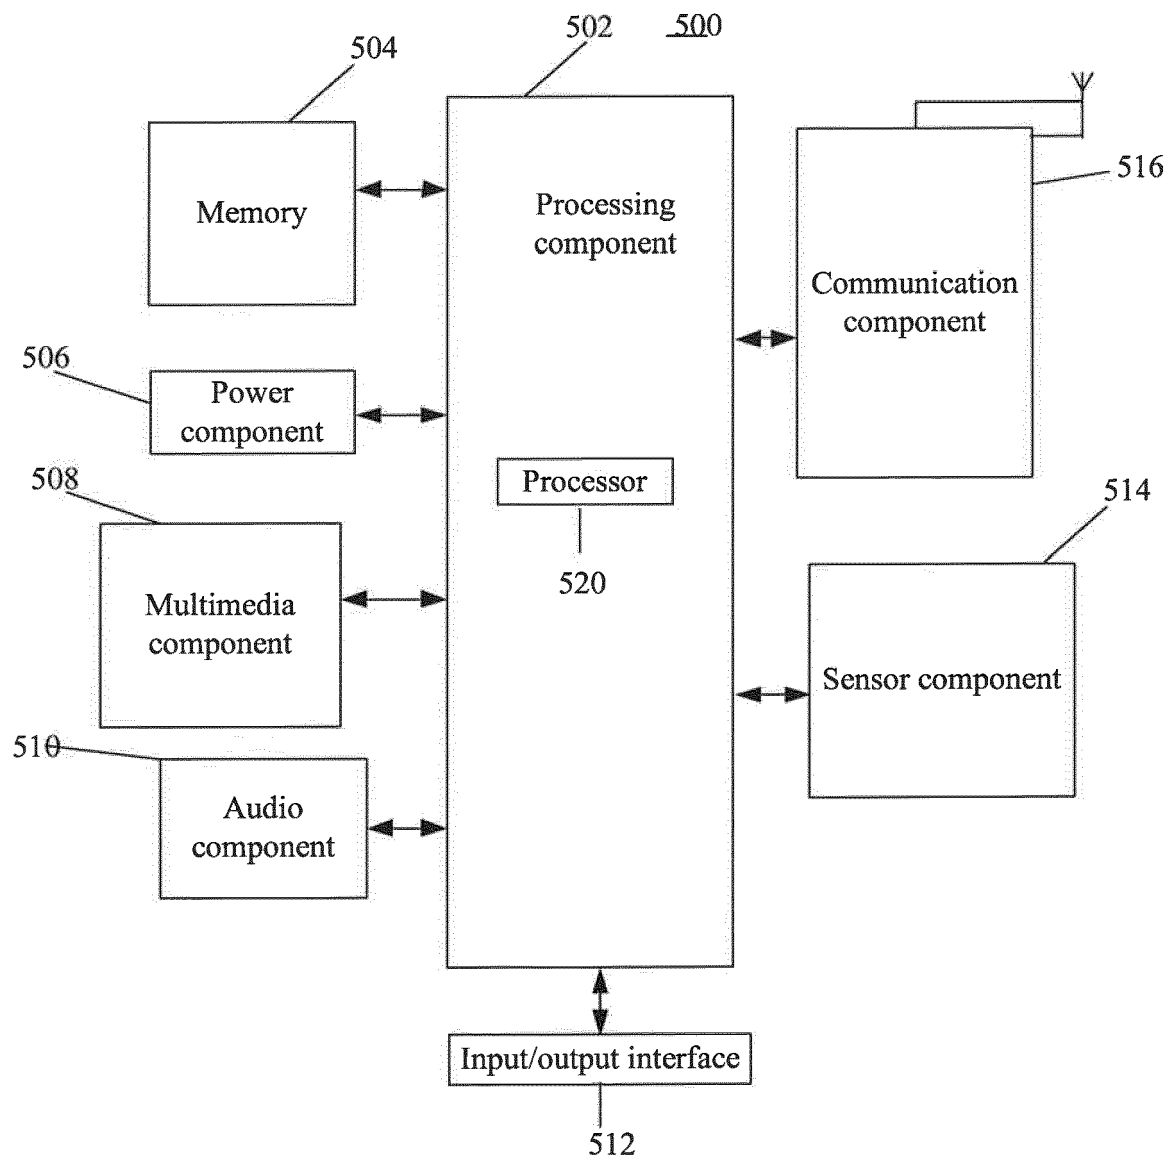 502
500
504
516
Memory
Processing
component
Communication
component
506
Power
component
508
Processor
514
520
Multimedia
component
Sensor component
510
Audio
component
Input/output interface
512